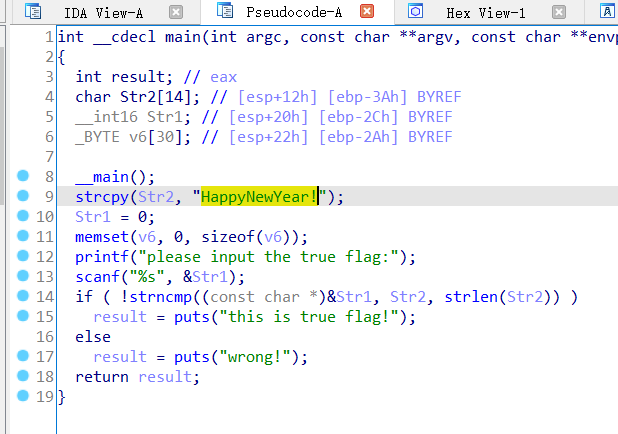 IDA View-A Pseudocode-A Hex View-1
1 int __cdecl main(int argc, const char **argv, const char **envp
2 {
3 int result; // eax
4 char Str2[14]; // [esp+12h] [ebp-3Ah] BYREF
5 __int16 Str1; // [esp+20h] [ebp-2Ch] BYREF
6 _BYTE v6[30]; // [esp+22h] [ebp-2Ah] BYREF
7
8 __main();
9 strcpy(Str2, "HappyNewYear!");
10 Str1 = 0;
11 memset(v6, 0, sizeof(v6));
12 printf("please input the true flag:");
13 scanf("%s", &Str1);
14 if ( !strncmp((const char *)&Str1, Str2, strlen(Str2)) )
15 result = puts("this is true flag!");
16 else
17 result = puts("wrong!");
18 return result;
19 }